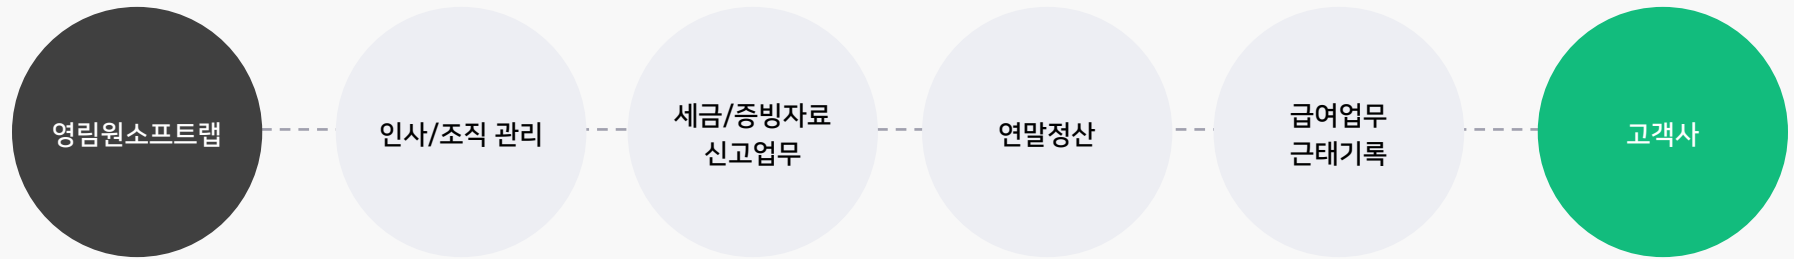 영림원소프트랩
인사/조직 관리
세금/증빙자료
신고업무
연말정산
급여업무
근태기록
고객사